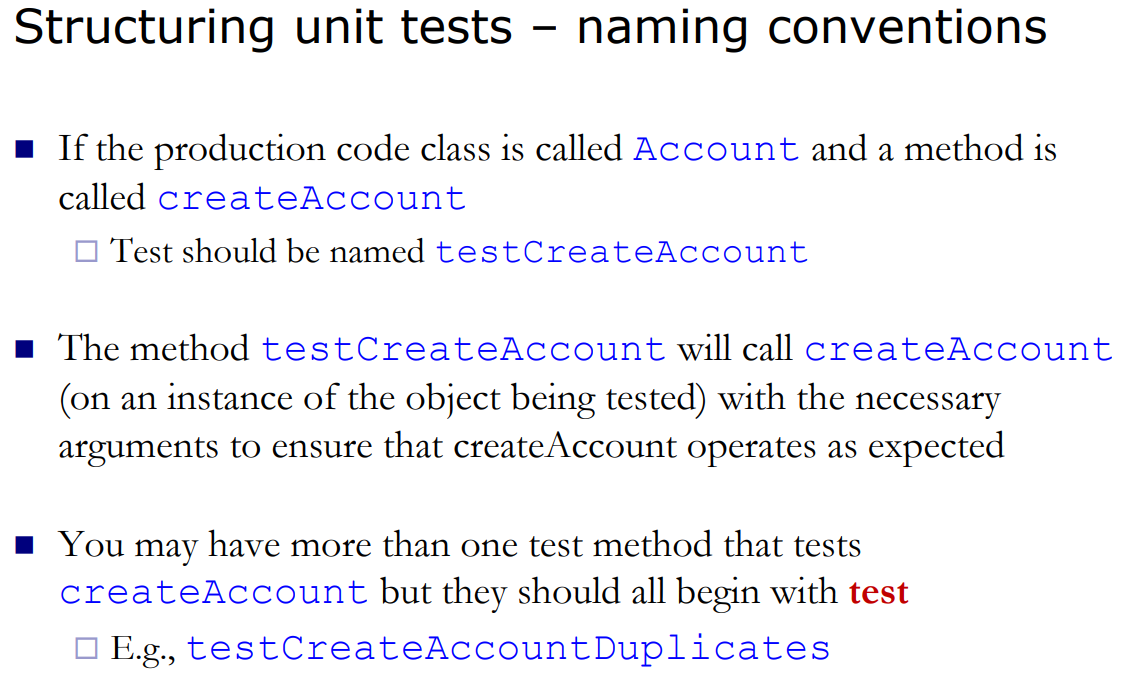 Structuring unit tests – naming conventions
If the production code class is called Account and a method is
called createAccount
Test should be named testCreateAccount
The method testCreateAccount will call createAccount
(on an instance of the object being tested) with the necessary
arguments to ensure that createAccount operates as expected
You may have more than one test method that tests
createAccount but they should all begin with test
E.g., testCreateAccountDuplicates